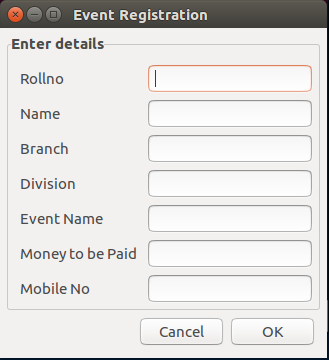 Event Registration
Enter details
Rollno
Name
Branch
Division
Event Name
Money to be Paid
Mobile No
Cancel OK